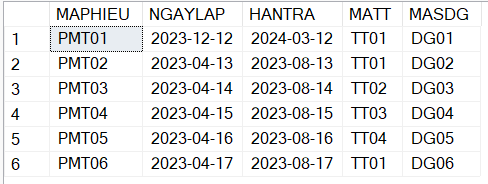 MAPHIEU NGAYLAP HANTRA MATT MASDG
1 PMT01 2023-12-12 2024-03-12 TT01 DG01
2 PMT02 2023-04-13 2023-08-13 TT01 DG02
3 PMT03 2023-04-14 2023-08-14 TT02 DG03
4 PMT04 2023-04-15 2023-08-15 TT03 DG04
5 PMT05 2023-04-16 2023-08-16 TT04 DG05
6 PMT06 2023-04-17 2023-08-17 TT01 DG06